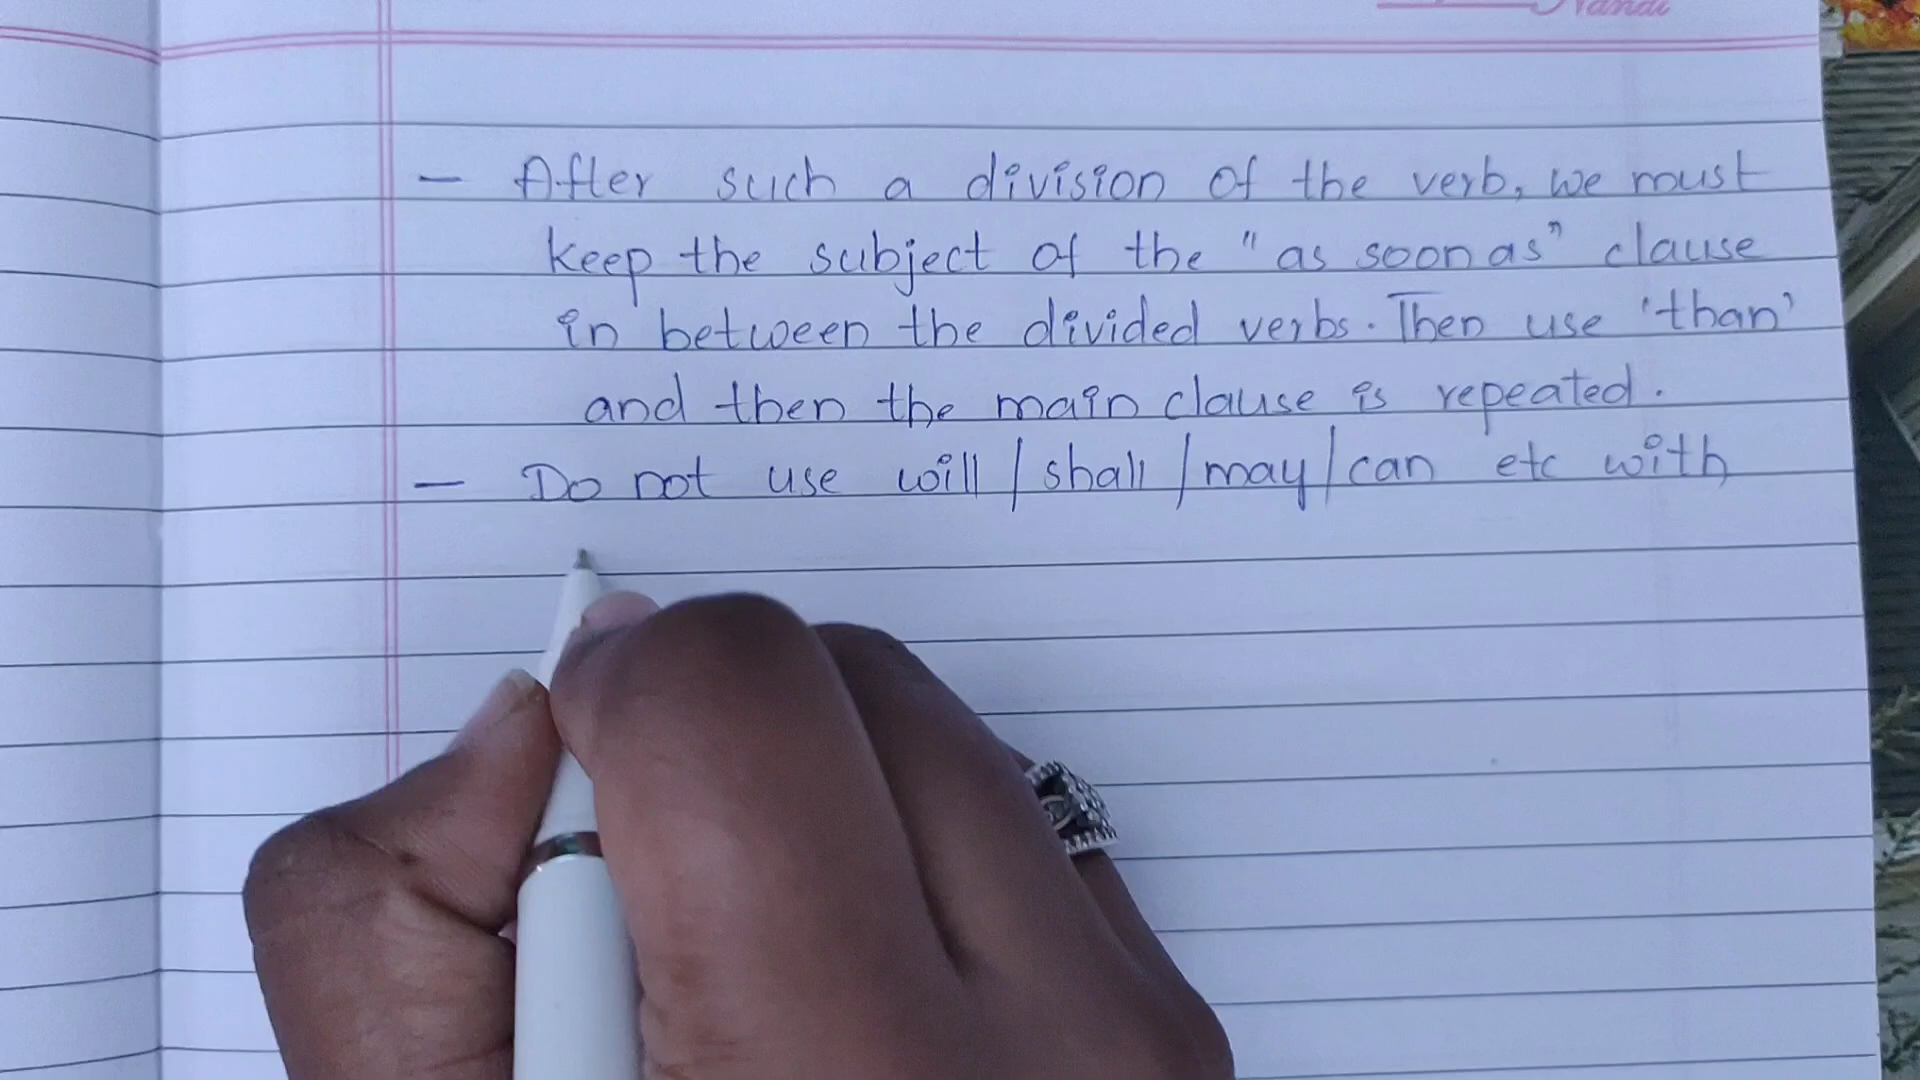 Nandi
- After such a division of the verb, we must
keep the subject of the "as soon as" clause
in between the divided verbs. Then use 'than'
and then the main clause is repeated.
- Do not use will / shall / may / can etc with